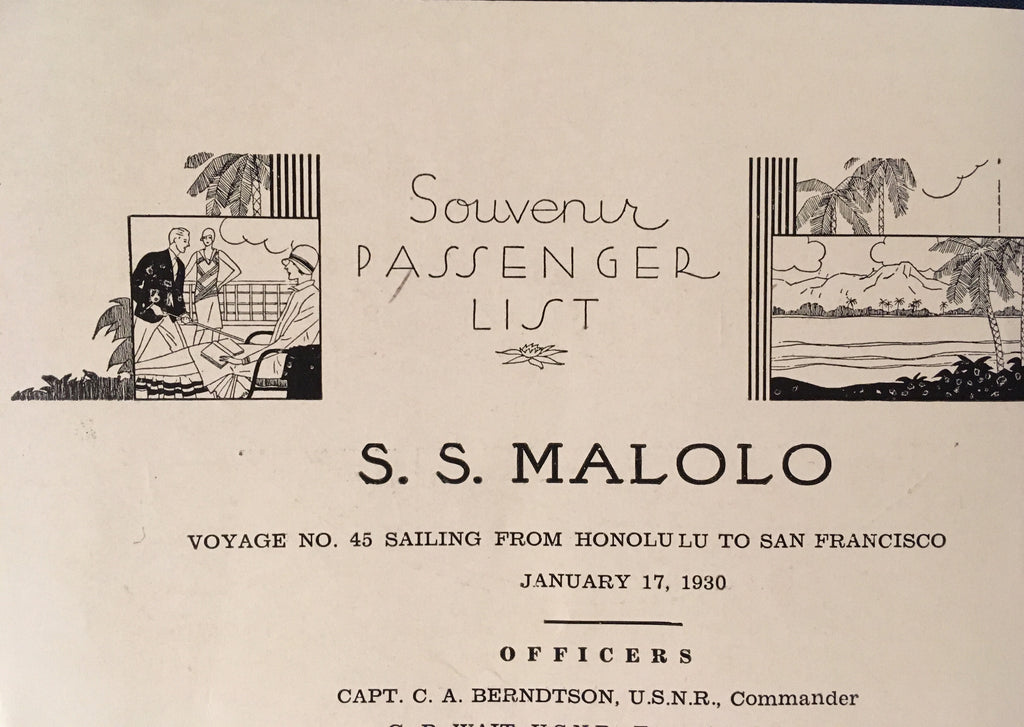 Souvenir
PASSENGER
LIST
S. S. MALOLO
VOYAGE NO. 45 SAILING FROM HONOLULU TO SAN FRANCISCO
JANUARY 17, 1930
OFFICERS
CAPT. C. A. BERNDTSON, U.S.N.R., Commander